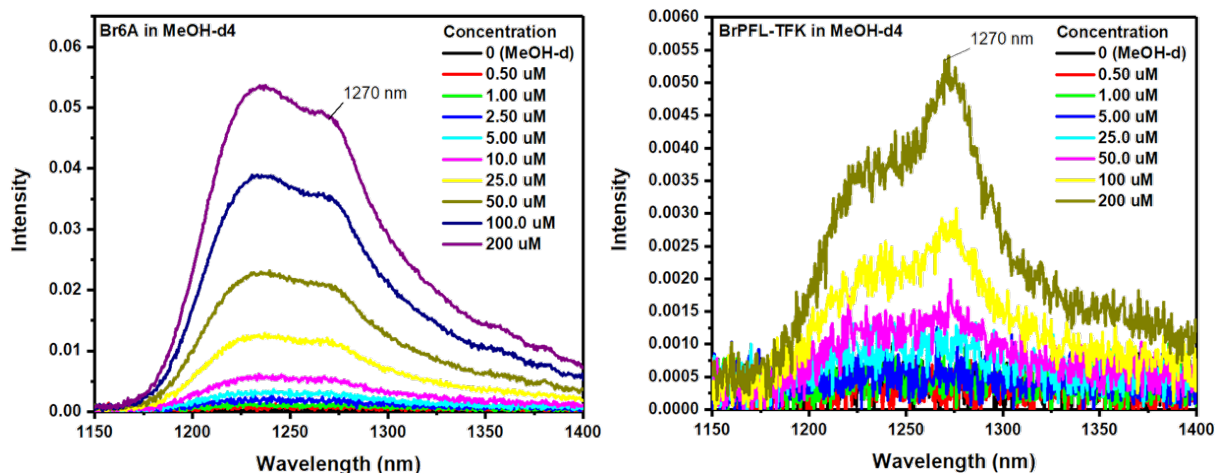 Br6A in MeOH-d4
Concentration
0 (MeOH-d)
0.50 uM
1.00 uM
2.50 uM
5.00 uM
10.0 uM
25.0 uM
50.0 uM
100.0 uM
200 uM
1270 nm
Intensity
0.06
0.05
0.04
0.03
0.02
0.01
0.00
1150 1200 1250 1300 1350 1400
Wavelength (nm)
BrPFL-TFK in MeOH-d4
1270 nm
Concentration
0 (MeOH-d)
0.50 uM
1.00 uM
5.00 uM
25.0 uM
50.0 uM
100 uM
200 uM
Intensity
0.0060
0.0055
0.0050
0.0045
0.0040
0.0035
0.0030
0.0025
0.0020
0.0015
0.0010
0.0005
0.0000
1150 1200 1250 1300 1350 1400
Wavelength (nm)